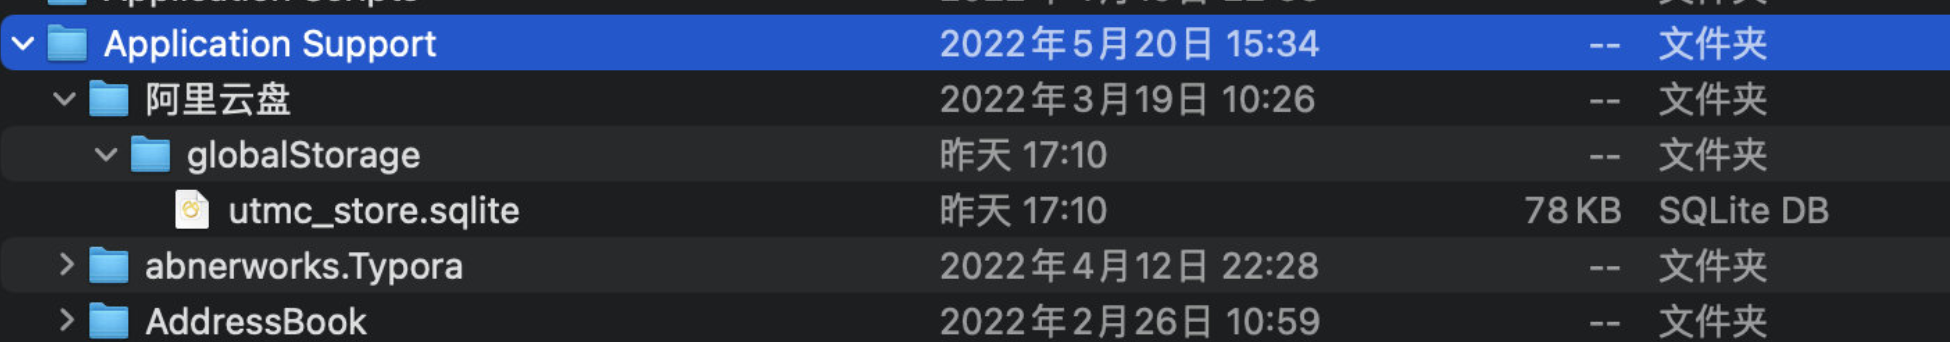 Application Support 2022年5月20日 15:34 -- 文件夹
阿里云盘 2022年3月19日 10:26 -- 文件夹
globalStorage 昨天 17:10 -- 文件夹
utmc_store.sqlite 昨天 17:10 78 KB SQLite DB
abnerworks.Typora 2022年4月12日 22:28 -- 文件夹
AddressBook 2022年2月26日 10:59 -- 文件夹